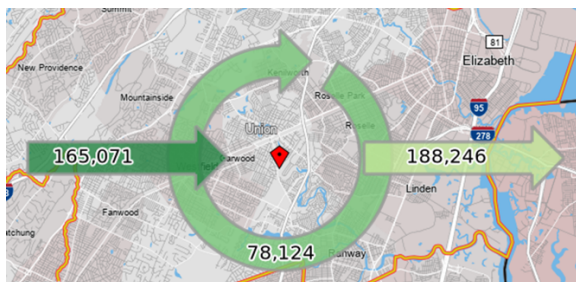 Summit
81
Elizabeth
New Providence
Kenilworth
Mountainside
Roselle Park
95
Union
Roselle
278
165,071
Garwood
188,246
Linden
Fanwood
78,124
Rahway